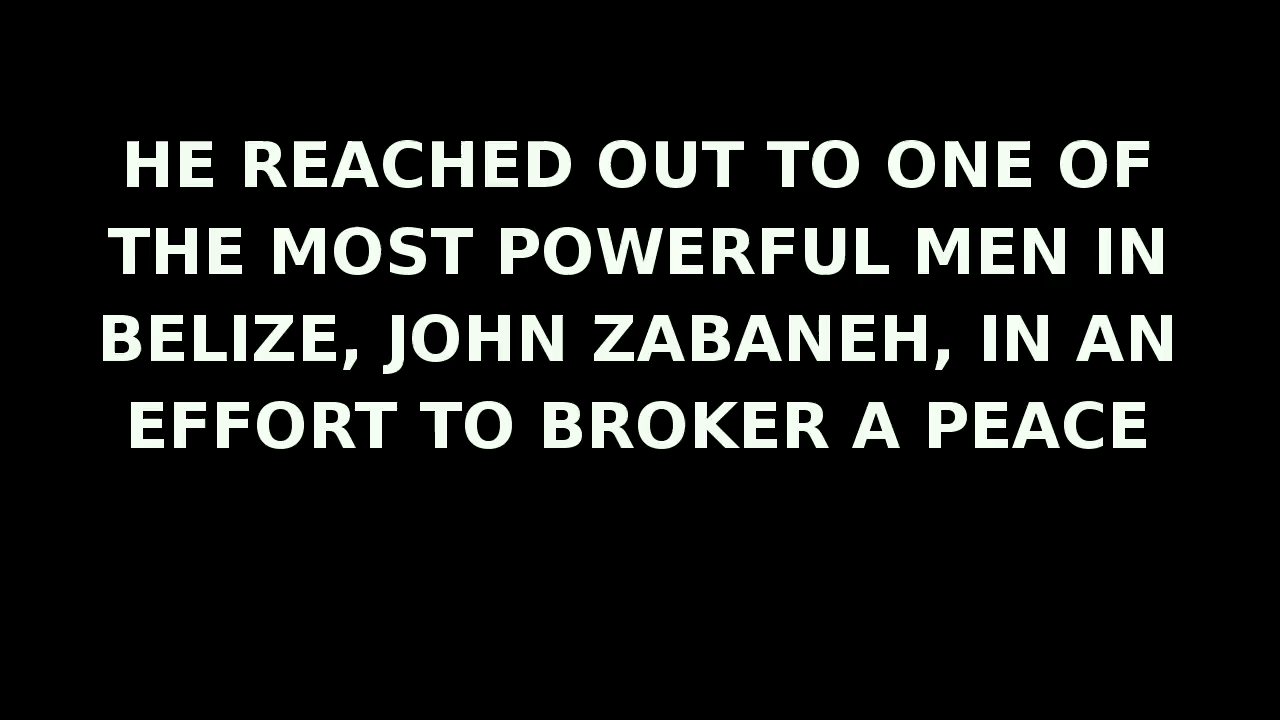 HE REACHED OUT TO ONE OF
THE MOST POWERFUL MEN IN
BELIZE, JOHN ZABANEH, IN AN
EFFORT TO BROKER A PEACE